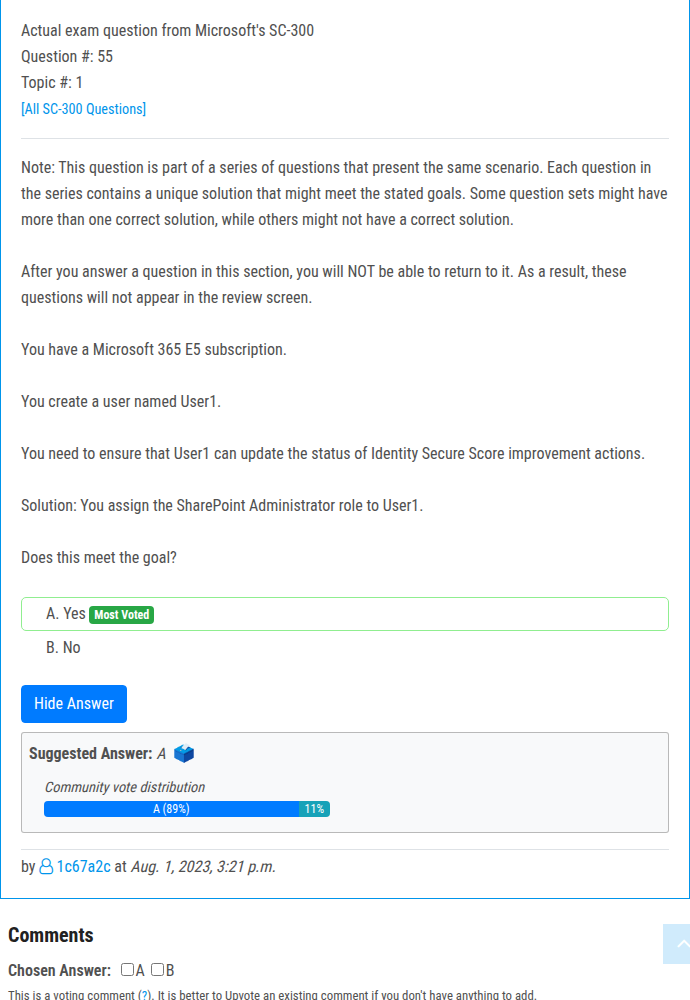 Actual exam question from Microsoft's SC-300
Question #: 55
Topic #: 1
[All SC-300 Questions]
Note: This question is part of a series of questions that present the same scenario. Each question in
the series contains a unique solution that might meet the stated goals. Some question sets might have
more than one correct solution, while others might not have a correct solution.
After you answer a question in this section, you will NOT be able to return to it. As a result, these
questions will not appear in the review screen.
You have a Microsoft 365 E5 subscription.
You create a user named User1.
You need to ensure that User1 can update the status of Identity Secure Score improvement actions.
Solution: You assign the SharePoint Administrator role to User1.
Does this meet the goal?
A. Yes Most Voted
B. No
Hide Answer
Suggested Answer: A
Community vote distribution
A (89%) 11%
by 1c67a2c at Aug. 1, 2023, 3:21 p.m.
Comments
Chosen Answer: A B
This is a voting comment (?). It is better to Upvote an existing comment if you don't have anything to add.